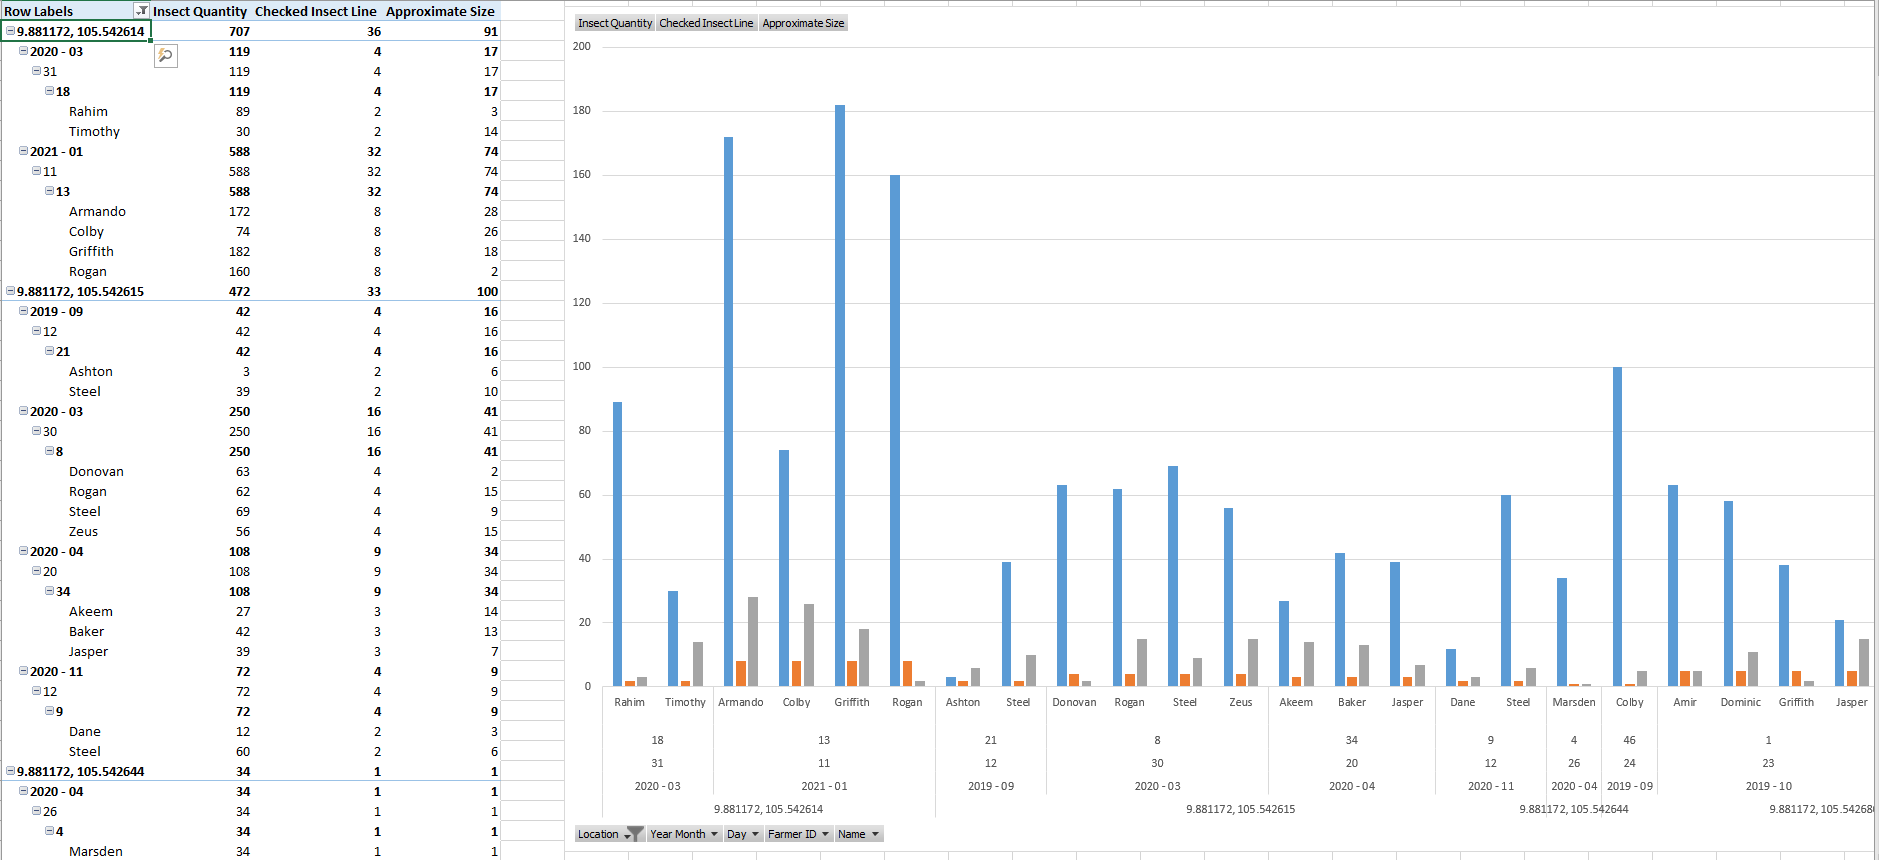 Row Labels Insect Quantity Checked Insect Line Approximate Size
9.881172, 105.542614 707 36 91
2020 - 03 119 4 17
31 119 4 17
18 119 4 17
Rahim 89 2 3
Timothy 30 2 14
2021 - 01 588 32 74
11 588 32 74
13 588 32 74
Armando 172 8 28
Colby 74 8 26
Griffith 182 8 18
Rogan 160 8 2
9.881172, 105.542615 472 33 100
2019 - 09 42 4 16
12 42 4 16
21 42 4 16
Ashton 3 2 6
Steel 39 2 10
2020 - 03 250 16 41
30 250 16 41
8 250 16 41
Donovan 63 4 2
Rogan 62 4 15
Steel 69 4 9
Zeus 56 4 15
2020 - 04 108 9 34
20 108 9 34
34 108 9 34
Akeem 27 3 14
Baker 42 3 13
Jasper 39 3 7
2020 - 11 72 4 9
12 72 4 9
9 72 4 9
Dane 12 2 3
Steel 60 2 6
9.881172, 105.542644 34 1 1
2020 - 04 34 1 1
26 34 1 1
4 34 1 1
Marsden 34 1 1
Insect Quantity Checked Insect Line Approximate Size
200
180
160
140
120
100
80
60
40
20
0
Rahim Timothy Armando Colby Griffith Rogan Ashton Steel Donovan Rogan Steel Zeus Akeem Baker Jasper Dane Steel Marsden Colby Amir Dominic Griffith Jasper
18 13 21 8 34 9 4 46 1
31 11 12 30 20 12 26 24 23
2020 - 03 2021 - 01 2019 - 09 2020 - 03 2020 - 04 2020 - 11 2020 - 04 2019 - 09 2019 - 10
9.881172, 105.542614 9.881172, 105.542615 9.881172, 105.542644 9.881172, 105.54268
Location Year Month Day Farmer ID Name